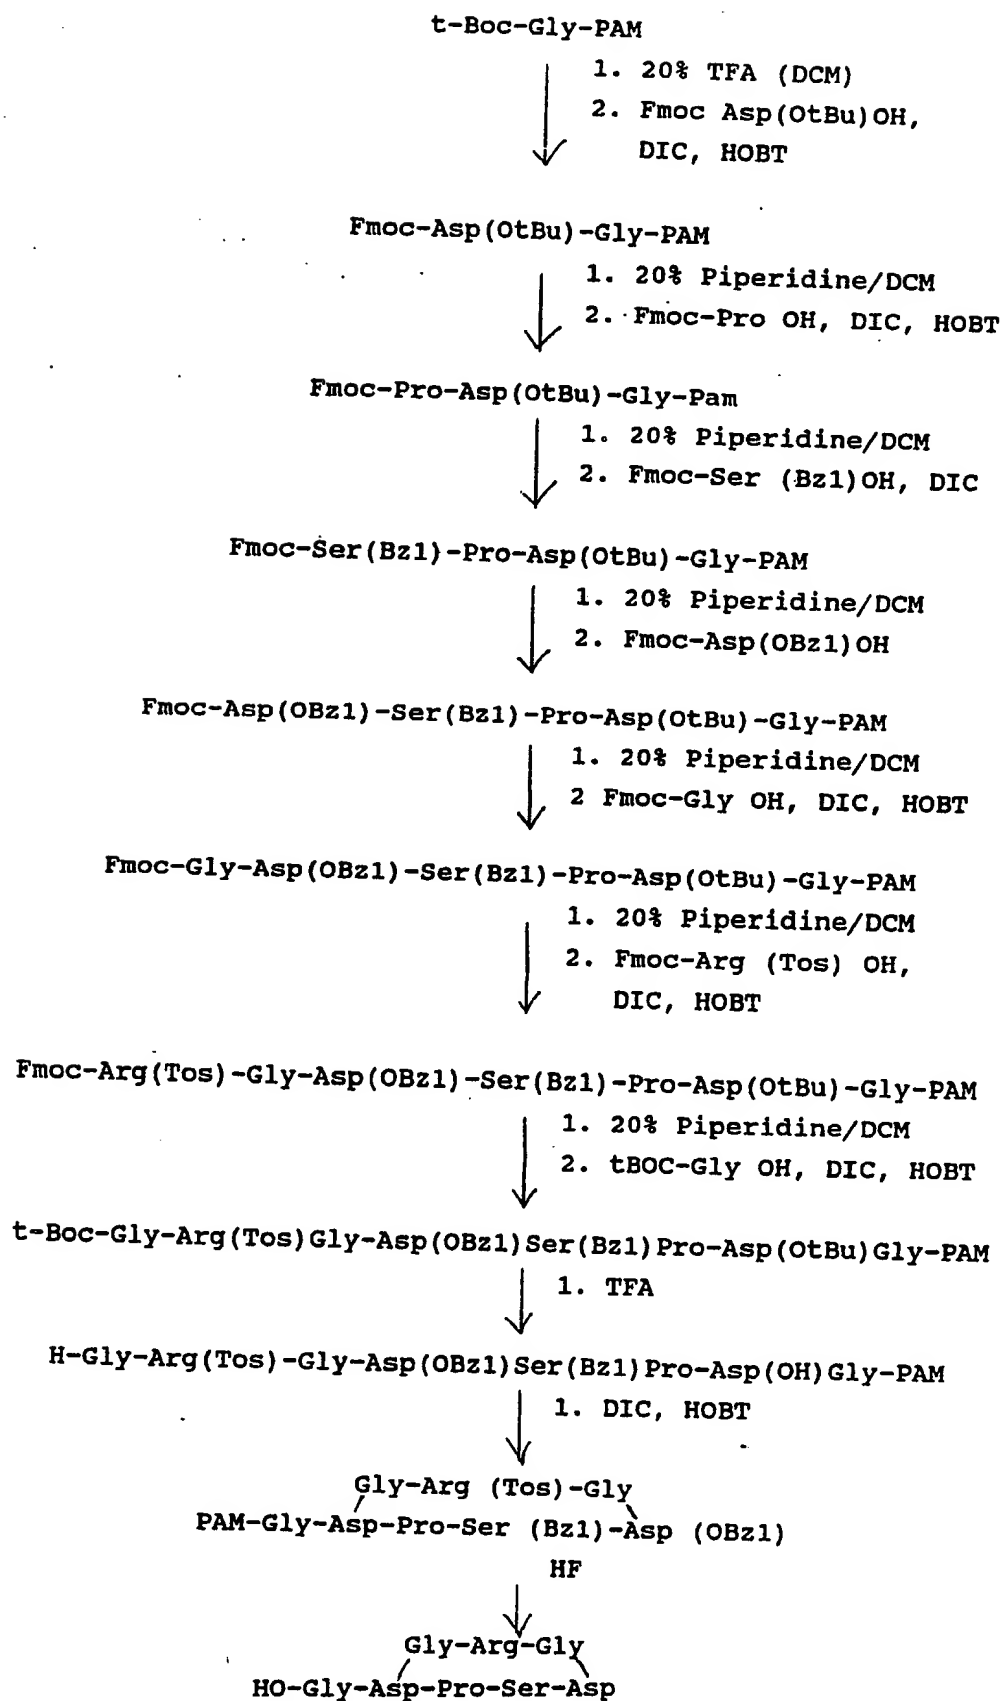 t-Boc-Gly-PAM
1. 20% TFA (DCM)
2. Fmoc Asp(OtBu)OH,
DIC, HOBT
Fmoc-Asp(OtBu)-Gly-PAM
1. 20% Piperidine/DCM
2. Fmoc-Pro OH, DIC, HOBT
Fmoc-Pro-Asp(OtBu)-Gly-Pam
1. 20% Piperidine/DCM
2. Fmoc-Ser (Bzl)OH, DIC
Fmoc-Ser(Bzl)-Pro-Asp(OtBu)-Gly-PAM
1. 20% Piperidine/DCM
2. Fmoc-Asp(OBzl)OH
Fmoc-Asp(OBzl)-Ser(Bzl)-Pro-Asp(OtBu)-Gly-PAM
1. 20% Piperidine/DCM
2 Fmoc-Gly OH, DIC, HOBT
Fmoc-Gly-Asp(OBzl)-Ser(Bzl)-Pro-Asp(OtBu)-Gly-PAM
1. 20% Piperidine/DCM
2. Fmoc-Arg (Tos) OH,
DIC, HOBT
Fmoc-Arg(Tos)-Gly-Asp(OBzl)-Ser(Bzl)-Pro-Asp(OtBu)-Gly-PAM
1. 20% Piperidine/DCM
2. tBOC-Gly OH, DIC, HOBT
t-Boc-Gly-Arg(Tos)Gly-Asp(OBzl)Ser(Bzl)Pro-Asp(OtBu)Gly-PAM
1. TFA
H-Gly-Arg(Tos)-Gly-Asp(OBzl)Ser(Bzl)Pro-Asp(OH)Gly-PAM
1. DIC, HOBT
Gly-Arg (Tos)-Gly
PAM-Gly-Asp-Pro-Ser (Bzl)-Asp (OBzl)
HF
Gly-Arg-Gly
HO-Gly-Asp-Pro-Ser-Asp